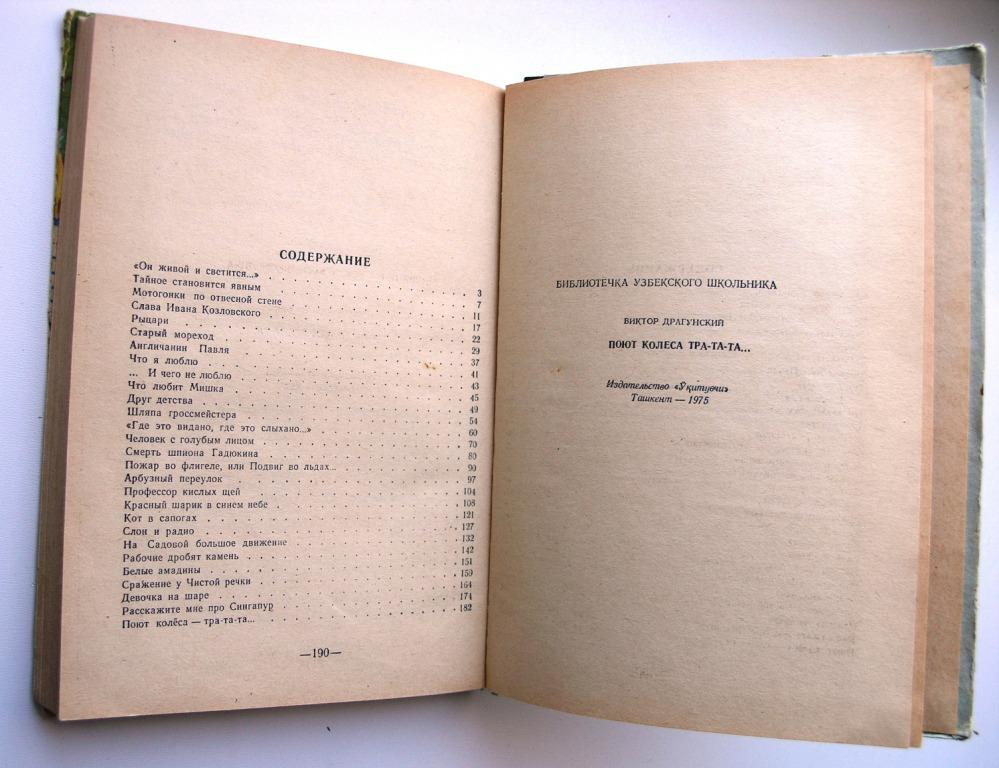 СОДЕРЖАНИЕ
«Он живой и светится...» . . . . . . . . . . 3
Тайное становится явным . . . . . . . . . . 7
Мотогонки по отвесной стене . . . . . . . . . . 11
Слава Ивана Козловского . . . . . . . . . . 17
Рыцари . . . . . . . . . . 22
Старый мореход . . . . . . . . . . 29
Англичанин Павля . . . . . . . . . . 37
Что я люблю . . . . . . . . . . 41
... И чего не люблю . . . . . . . . . . 43
Что любит Мишка . . . . . . . . . . 45
Друг детства . . . . . . . . . . 49
Шляпа гроссмейстера . . . . . . . . . . 54
«Где это видано, где это слыхано...» . . . . . . . . . . 60
Человек с голубым лицом . . . . . . . . . . 70
Смерть шпиона Гадюкина . . . . . . . . . . 80
Пожар во флигеле, или Подвиг во льдах... . . . . . . . . . . 90
Арбузный переулок . . . . . . . . . . 97
Профессор кислых щей . . . . . . . . . . 104
Красный шарик в синем небе . . . . . . . . . . 108
Кот в сапогах . . . . . . . . . . 121
Слон и радио . . . . . . . . . . 127
На Садовой большое движение . . . . . . . . . . 132
Рабочие дробят камень . . . . . . . . . . 142
Белые амадины . . . . . . . . . . 151
Сражение у Чистой речки . . . . . . . . . . 159
Девочка на шаре . . . . . . . . . . 164
Расскажите мне про Сингапур . . . . . . . . . . 174
Поют колёса — тра-та-та... . . . . . . . . . . 182
—190—
БИБЛИОТЕЧКА УЗБЕКСКОГО ШКОЛЬНИКА
ВИКТОР ДРАГУНСКИЙ
ПОЮТ КОЛЕСА ТРА-ТА-ТА...
Издательство «Ўқитувчи»
Ташкент — 1975